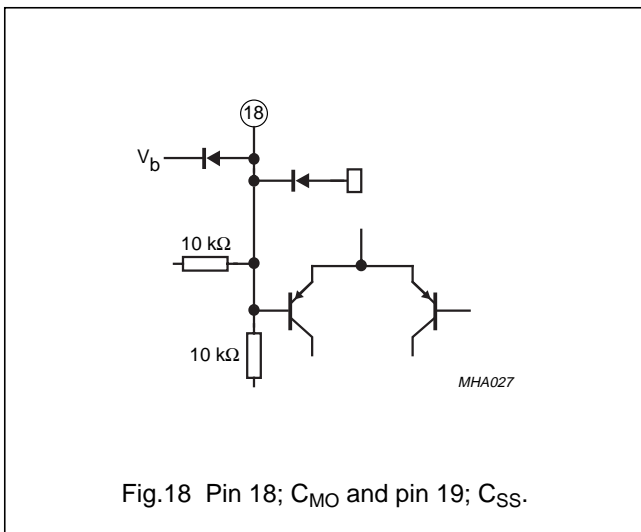 18
V_b
10 kΩ
10 kΩ
MHA027
Fig.18 Pin 18; C_MO and pin 19; C_SS.